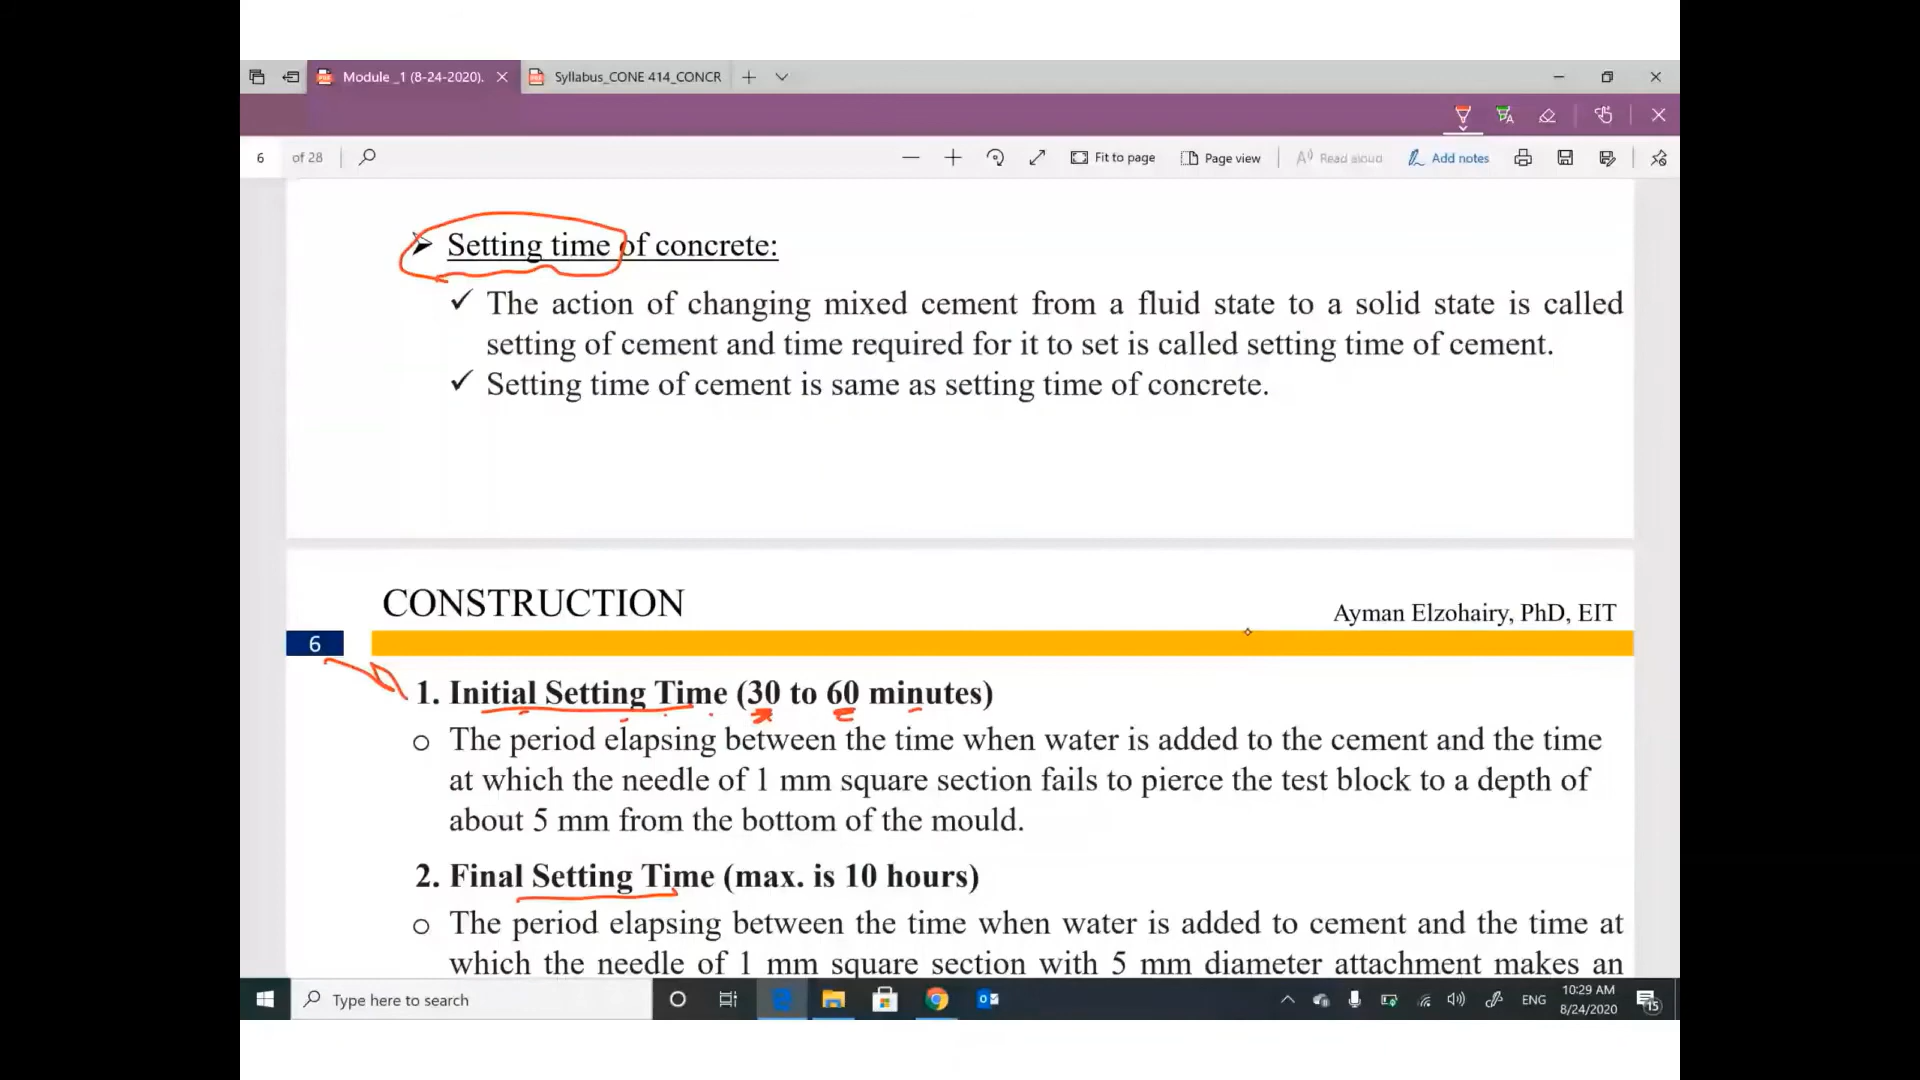 Module _1 (8-24-2020).
Syllabus_CONE 414_CONCR
6 of 28
Fit to page
Page view
Read aloud
Add notes
Setting time of concrete:
The action of changing mixed cement from a fluid state to a solid state is called
setting of cement and time required for it to set is called setting time of cement.
Setting time of cement is same as setting time of concrete.
CONSTRUCTION
Ayman Elzohairy, PhD, EIT
6
1. Initial Setting Time (30 to 60 minutes)
The period elapsing between the time when water is added to the cement and the time
at which the needle of 1 mm square section fails to pierce the test block to a depth of
about 5 mm from the bottom of the mould.
2. Final Setting Time (max. is 10 hours)
The period elapsing between the time when water is added to cement and the time at
which the needle of 1 mm square section with 5 mm diameter attachment makes an
Type here to search
ENG
10:29 AM
8/24/2020
15